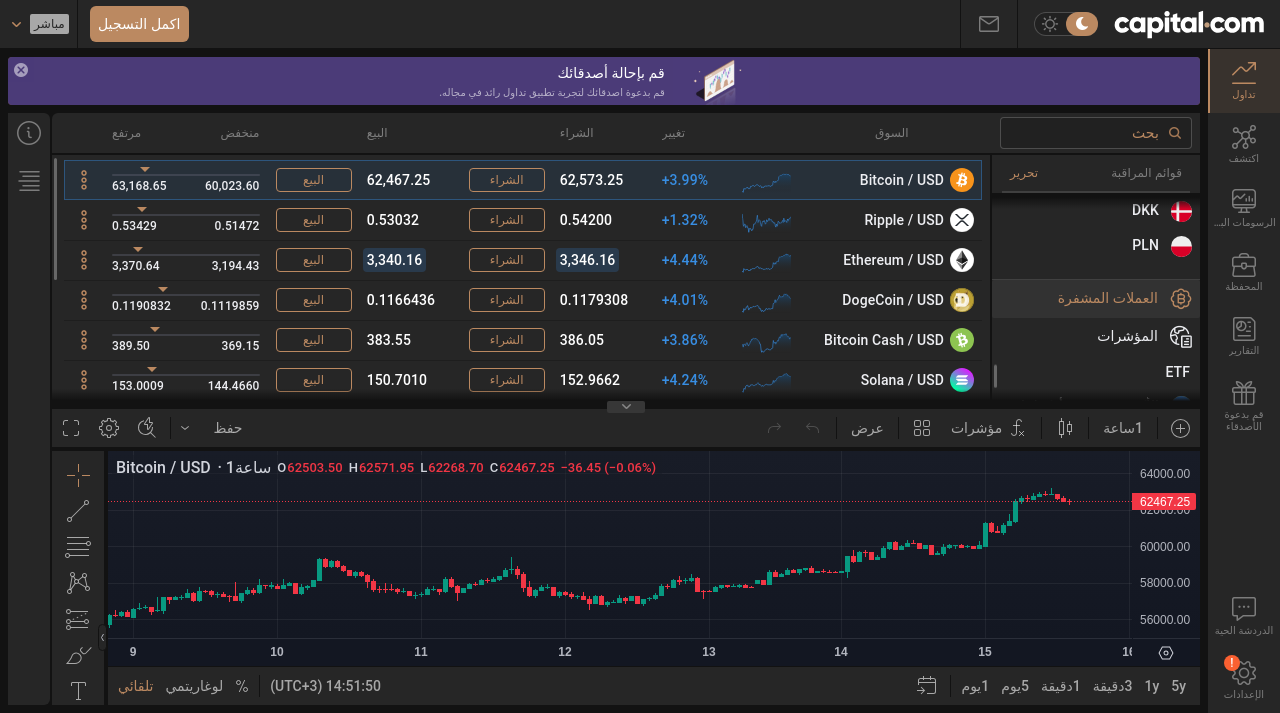 capital.com
اكمل التسجيل
مباشر
قم بإحالة أصدقائك
قم بدعوة اصدقائك لتجربة تطبيق تداول رائد في مجاله.
تداول
اكتشف
الرسومات البـ...
المحفظة
التقارير
قم بدعوة
الأصدقاء
الدردشة الحية
!
الإعدادات
بحث
السوق
تغيير
الشراء
البيع
منخفض
مرتفع
قوائم المراقبة
تحرير
DKK
PLN
العملات المشفرة
المؤشرات
ETF
Bitcoin / USD +3.99% 62,573.25 الشراء 62,467.25 البيع 60,023.60 63,168.65
Ripple / USD +1.32% 0.54200 الشراء 0.53032 البيع 0.51472 0.53429
Ethereum / USD +4.44% 3,346.16 الشراء 3,340.16 البيع 3,194.43 3,370.64
DogeCoin / USD +4.01% 0.1179308 الشراء 0.1166436 البيع 0.1119859 0.1190832
Bitcoin Cash / USD +3.86% 386.05 الشراء 383.55 البيع 369.15 389.50
Solana / USD +4.24% 152.9662 الشراء 150.7010 البيع 144.4660 153.0009
1ساعة
مؤشرات
عرض
حفظ
Bitcoin / USD · 1ساعة O62503.50 H62571.95 L62268.70 C62467.25 −36.45 (−0.06%)
64000.00
62467.25
62000.00
60000.00
58000.00
56000.00
9 10 11 12 13 14 15
5y 1y 3دقيقة 1دقيقة 5يوم 1يوم
14:51:50 (UTC+3)
%
لوغاريتمي
تلقائي